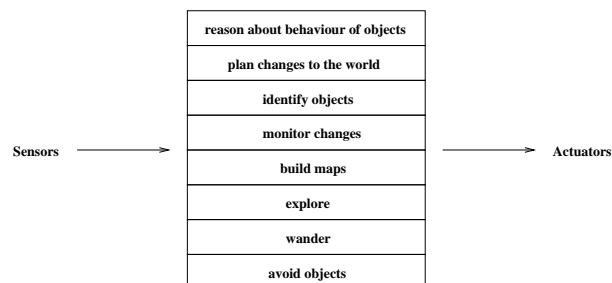 reason about behaviour of objects
plan changes to the world
identify objects
monitor changes
Sensors
Actuators
build maps
explore
wander
avoid objects